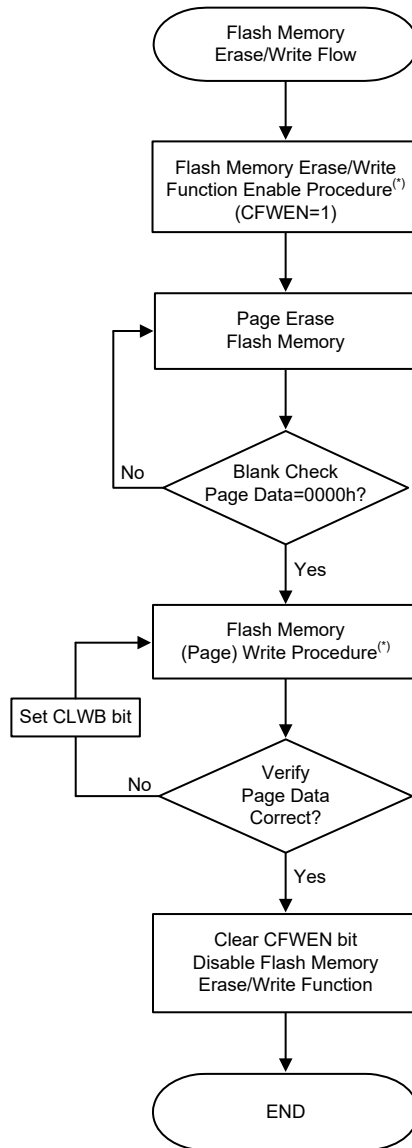 Flash Memory
Erase/Write Flow
Flash Memory Erase/Write
Function Enable Procedure(*)
(CFWEN=1)
Page Erase
Flash Memory
No
Blank Check
Page Data=0000h?
Yes
Flash Memory
(Page) Write Procedure(*)
Set CLWB bit
No
Verify
Page Data
Correct?
Yes
Clear CFWEN bit
Disable Flash Memory
Erase/Write Function
END